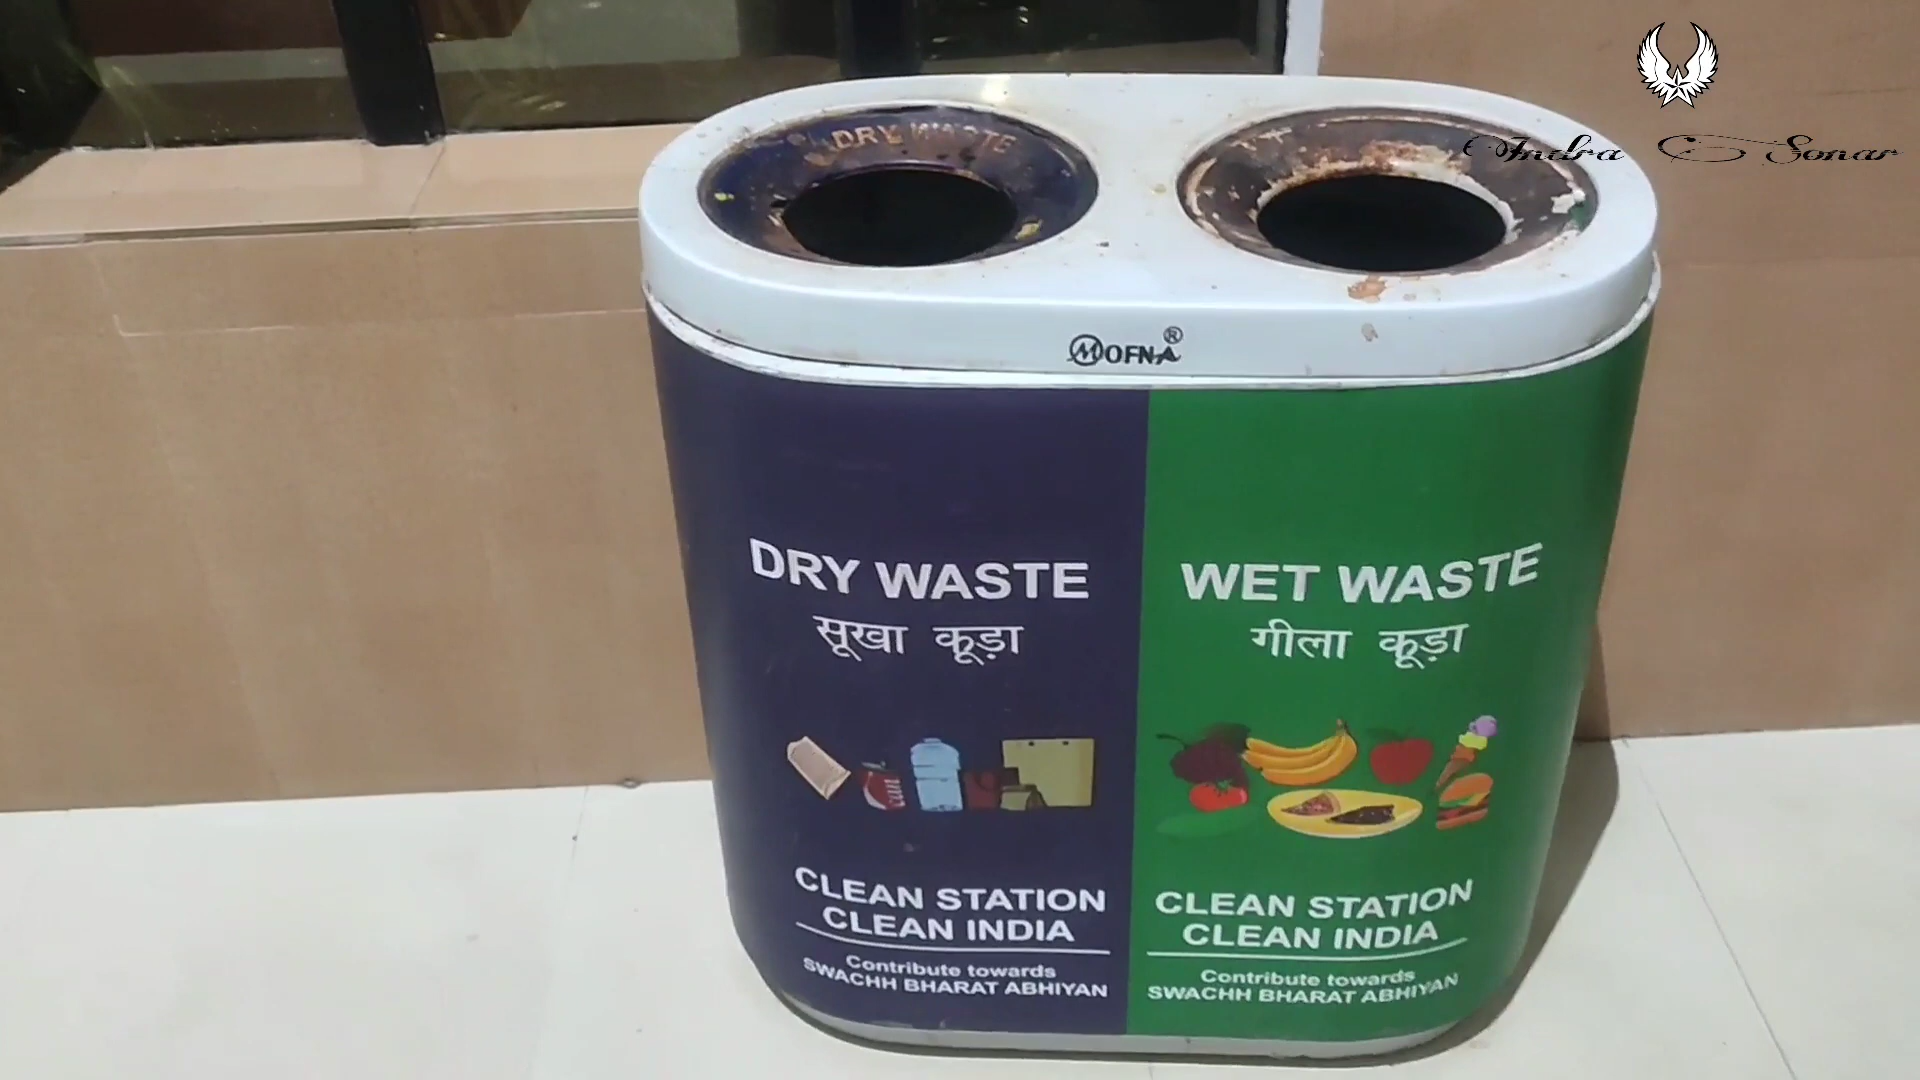 Indra Sonar
DRY WASTE
MOFNA®
DRY WASTE
सूखा कूड़ा
can
CLEAN STATION
CLEAN INDIA
Contribute towards
SWACHH BHARAT ABHIYAN
WET WASTE
गीला कूड़ा
CLEAN STATION
CLEAN INDIA
Contribute towards
SWACHH BHARAT ABHIYAN